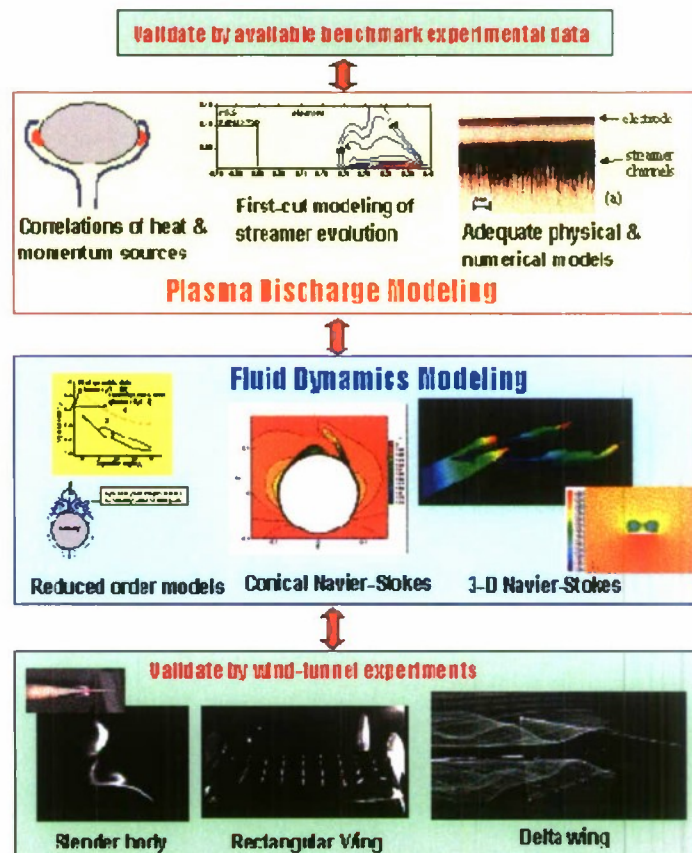 Validate by available benchmark experimental data
electrode
streamer
channels
(a)
Correlations of heat &
momentum sources
First-cut modeling of
streamer evolution
Adequate physical &
numerical models
Plasma Discharge Modeling
Fluid Dynamics Modeling
Reduced order models
Conical Navier-Stokes
3-D Navier-Stokes
Validate by wind-tunnel experiments
Slender body
Rectangular Wing
Delta wing